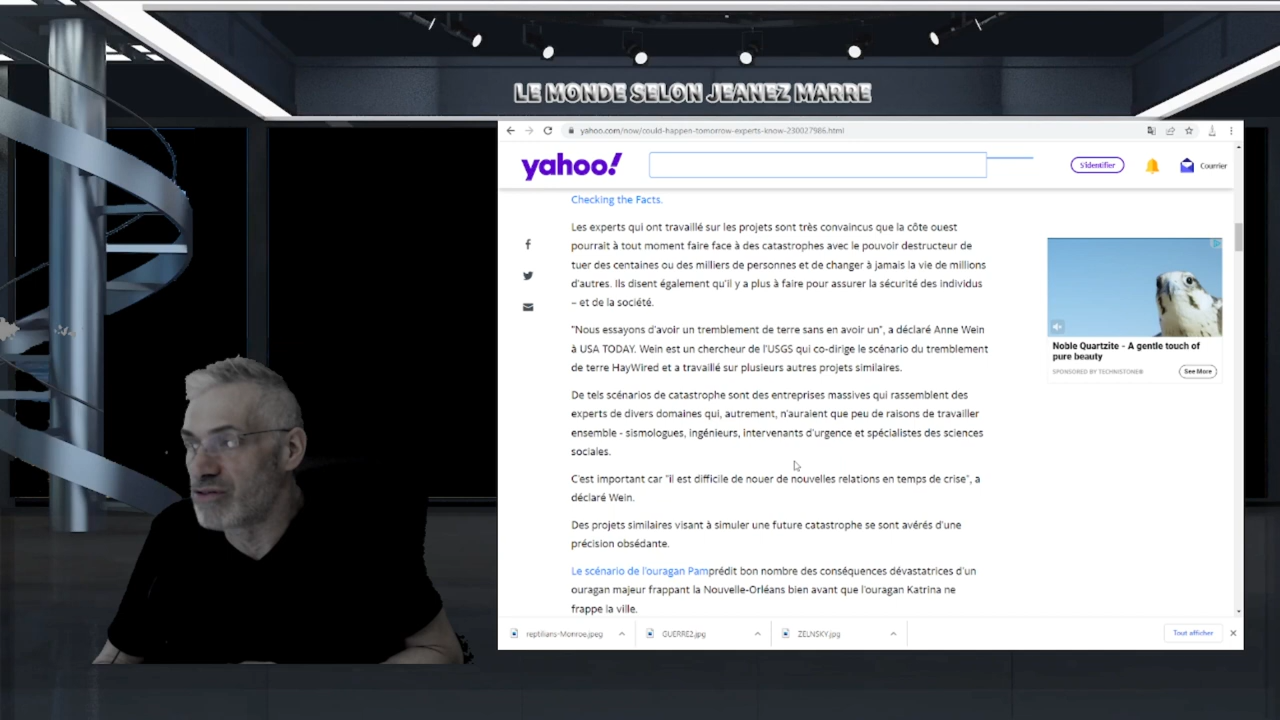 LE MONDE SELON JEANEZ MARRE
yahoo.com/now/could-happen-tomorrow-experts-know-230027986.html
yahoo!
S'identifier
Courrier
Checking the Facts.
Les experts qui ont travaillé sur les projets sont très convaincus que la côte ouest
pourrait à tout moment faire face à des catastrophes avec le pouvoir destructeur de
tuer des centaines ou des milliers de personnes et de changer à jamais la vie de millions
d'autres. Ils disent également qu'il y a plus à faire pour assurer la sécurité des individus
– et de la société.
"Nous essayons d'avoir un tremblement de terre sans en avoir un", a déclaré Anne Wein
à USA TODAY. Wein est un chercheur de l'USGS qui co-dirige le scénario du tremblement
de terre HayWired et a travaillé sur plusieurs autres projets similaires.
De tels scénarios de catastrophe sont des entreprises massives qui rassemblent des
experts de divers domaines qui, autrement, n'auraient que peu de raisons de travailler
ensemble - sismologues, ingénieurs, intervenants d'urgence et spécialistes des sciences
sociales.
C'est important car "il est difficile de nouer de nouvelles relations en temps de crise", a
déclaré Wein.
Des projets similaires visant à simuler une future catastrophe se sont avérés d'une
précision obsédante.
Le scénario de l'ouragan Pamprédit bon nombre des conséquences dévastatrices d'un
ouragan majeur frappant la Nouvelle-Orléans bien avant que l'ouragan Katrina ne
frappe la ville.
Noble Quartzite - A gentle touch of
pure beauty
SPONSORED BY TECHNISTONE®
See More
reptilians-Monroe.jpeg
GUERRE2.jpg
ZELNSKY.jpg
Tout afficher